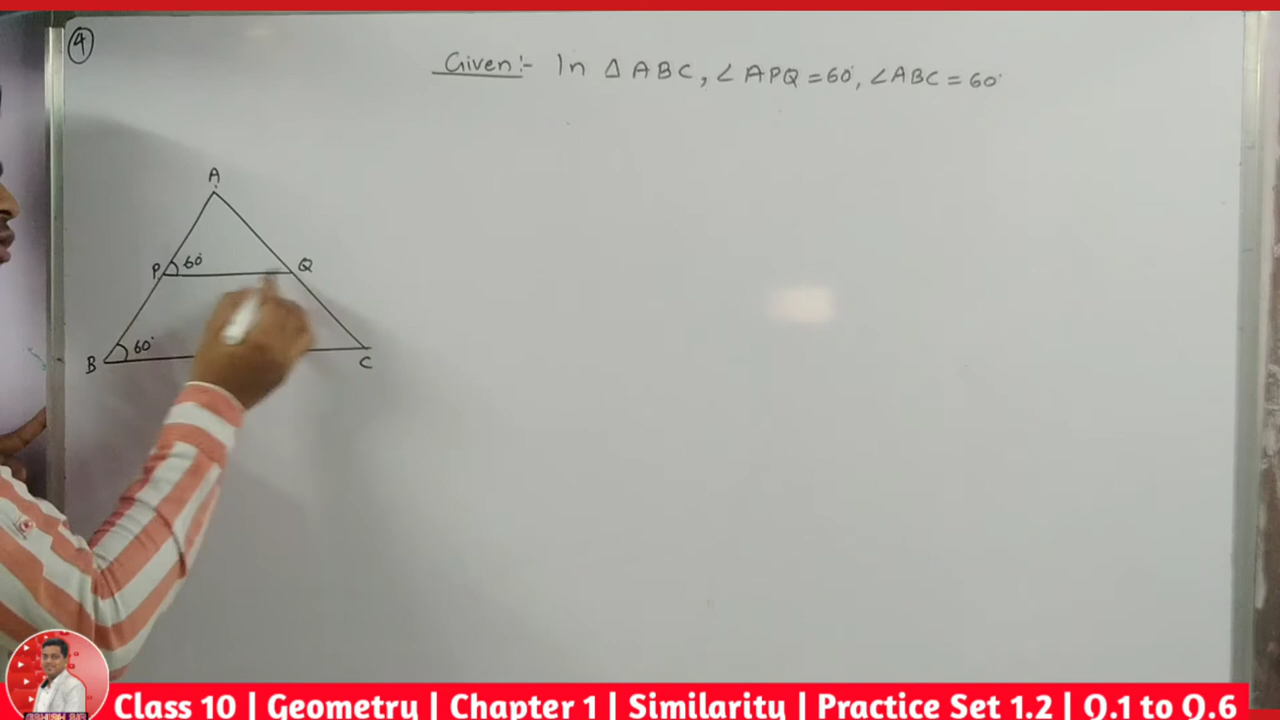 ④
Given:- In △ABC, ∠APQ = 60°, ∠ABC = 60°
A
P 60° Q
B 60° C
Class 10 | Geometry | Chapter 1 | Similarity | Practice Set 1.2 | Q.1 to Q.6